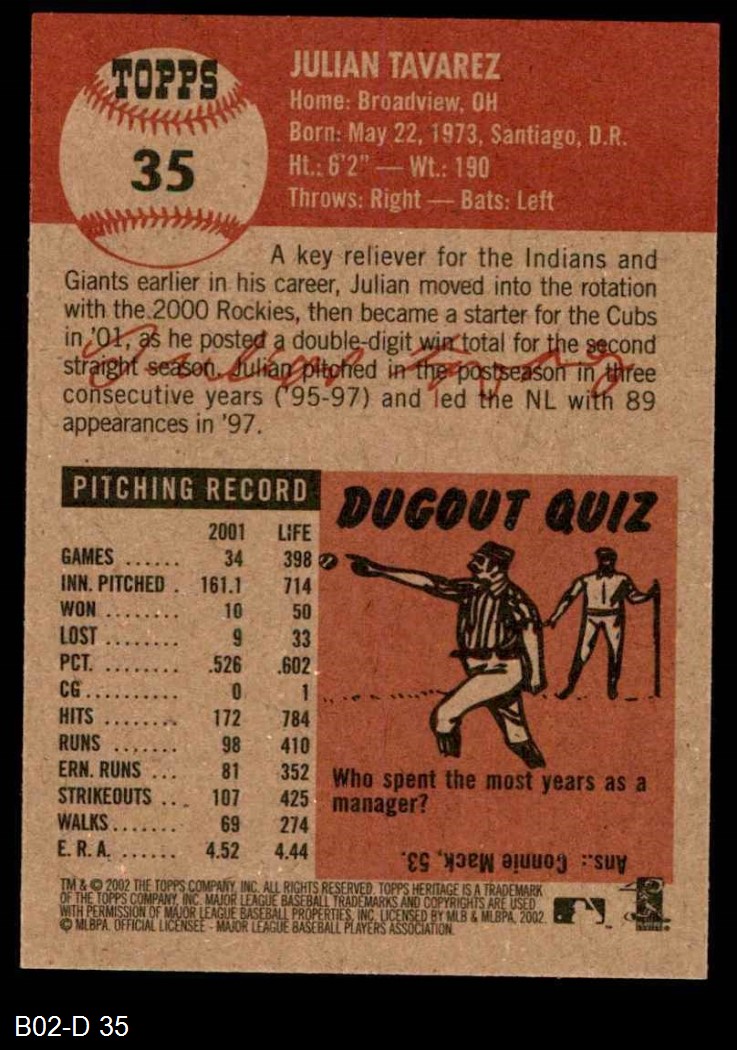 TOPPS
35
JULIAN TAVAREZ
Home: Broadview, OH
Born: May 22, 1973, Santiago, D.R.
Ht.: 6'2" — Wt.: 190
Throws: Right — Bats: Left
A key reliever for the Indians and
Giants earlier in his career, Julian moved into the rotation
with the 2000 Rockies, then became a starter for the Cubs
in '01, as he posted a double-digit win total for the second
straight season. Julian pitched in the postseason in three
consecutive years ('95-97) and led the NL with 89
appearances in '97.
Julian Tavarez
PITCHING RECORD
2001 LIFE
GAMES ...... 34 398
INN. PITCHED . 161.1 714
WON ........ 10 50
LOST ........ 9 33
PCT. ........ .526 .602
CG .......... 0 1
HITS ........ 172 784
RUNS ....... 98 410
ERN. RUNS ... 81 352
STRIKEOUTS ... 107 425
WALKS ....... 69 274
E. R. A. ...... 4.52 4.44
DUGOUT QUIZ
Who spent the most years as a
manager?
Ans.: Connie Mack, 53.
TM & © 2002 THE TOPPS COMPANY, INC. ALL RIGHTS RESERVED. TOPPS HERITAGE IS A TRADEMARK
OF THE TOPPS COMPANY, INC. MAJOR LEAGUE BASEBALL TRADEMARKS AND COPYRIGHTS ARE USED
WITH PERMISSION OF MAJOR LEAGUE BASEBALL PROPERTIES, INC. LICENSED BY MLB & MLBPA, 2002.
© MLBPA. OFFICIAL LICENSEE - MAJOR LEAGUE BASEBALL PLAYERS ASSOCIATION.
B02-D 35